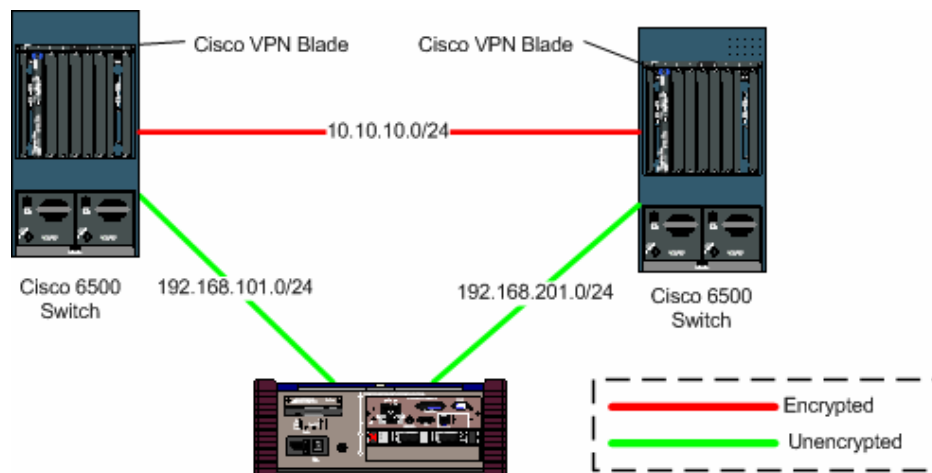 Cisco VPN Blade
Cisco VPN Blade
10.10.10.0/24
192.168.101.0/24
192.168.201.0/24
Cisco 6500
Switch
Cisco 6500
Switch
Encrypted
Unencrypted